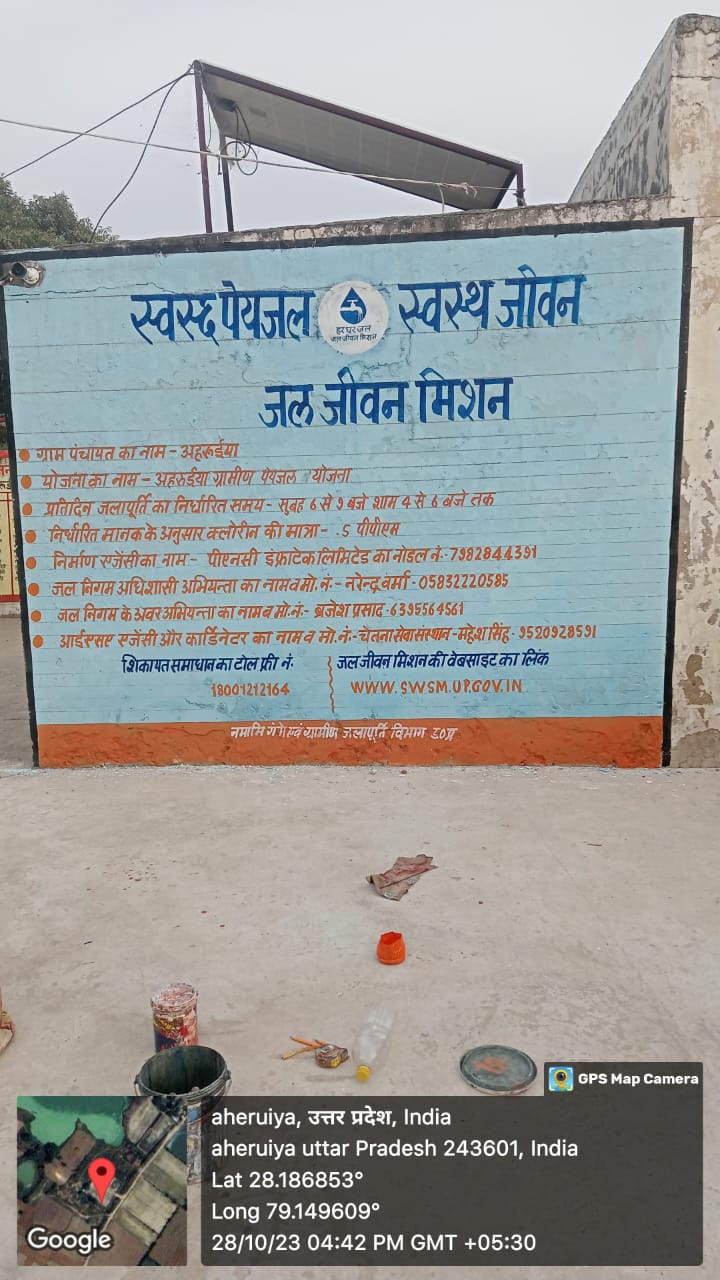 स्वस्छ पेयजल
हर घर जल
जल जीवन मिशन
स्वस्थ जीवन
जल जीवन मिशन
ग्राम पंचायत का नाम - अहरूईया
योजना का नाम - अहरुईया ग्रामीण पेयजल योजना
प्रतिदिन जलापूर्ति का निर्धारित समय - सुबह 6 से 9 बजे शाम 4 से 6 बजे तक
निर्धारित मानक के अनुसार क्लोरीन की मात्रा - .5 पीपीएम
निर्माण एजेंसी का नाम - पीएनसी इंफ्राटेक लिमिटेड का नोडल नं. 7982844391
जल निगम अधिशासी अभियन्ता का नाम व मो. नं - नरेन्द्र वर्मा - 05832220585
जल निगम के अवर अभियन्ता का नाम व मो. नं:- ब्रजेश प्रसाद - 6395564561
आईएसए एजेंसी और कार्डिनेटर का नाम व मो. नं:- चेतना सेवा संस्थान - महेश सिंह - 9520928591
शिकायत समाधान का टोल फ्री नं.
18001212164
जल जीवन मिशन की वेबसाइट का लिंक
WWW.SWSM.UP.GOV.IN
नमामि गंगे एवं ग्रामीण जलापूर्ति विभाग उ०प्र
GPS Map Camera
aheruiya, उत्तर प्रदेश, India
aheruiya uttar Pradesh 243601, India
Lat 28.186853°
Long 79.149609°
28/10/23 04:42 PM GMT +05:30
Google